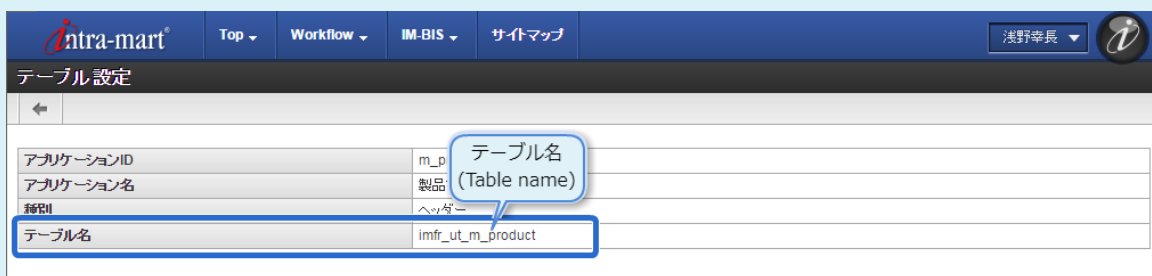 intra-mart®
Top
Workflow
IM-BIS
サイトマップ
浅野幸長
テーブル設定
アプリケーションID
m_p
アプリケーション名
製品
種別
ヘッダー
テーブル名
imfr_ut_m_product
テーブル名
(Table name)